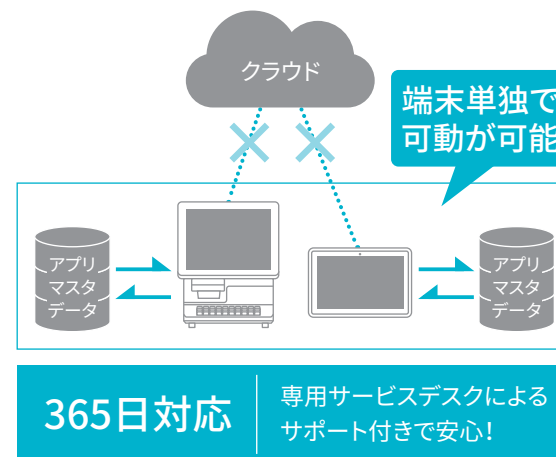 クラウド
端末単独で
可動が可能
アプリ
マスタ
データ
アプリ
マスタ
データ
365日対応
専用サービスデスクによる
サポート付きで安心!